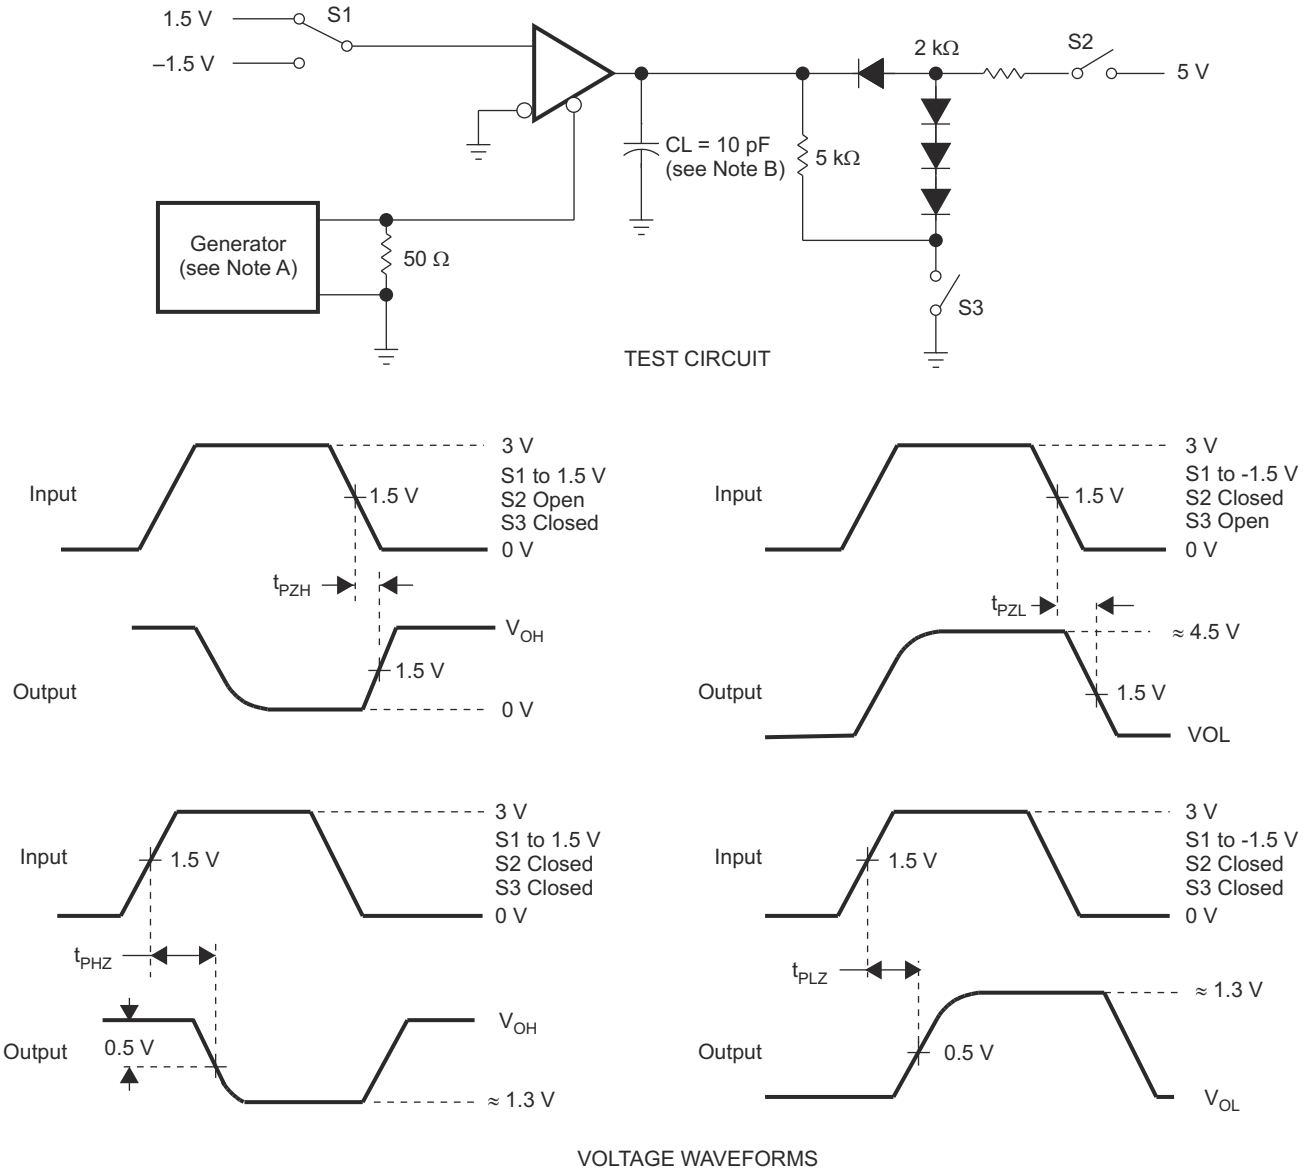 1.5 V
S1
–1.5 V
2 kΩ
S2
5 V
CL = 10 pF
(see Note B)
5 kΩ
Generator
(see Note A)
50 Ω
S3
TEST CIRCUIT
Input
3 V
1.5 V
S1 to 1.5 V
S2 Open
S3 Closed
0 V
tPZH
Output
VOH
1.5 V
0 V
Input
3 V
1.5 V
S1 to -1.5 V
S2 Closed
S3 Open
0 V
tPZL
Output
≈ 4.5 V
1.5 V
VOL
Input
3 V
1.5 V
S1 to 1.5 V
S2 Closed
S3 Closed
0 V
tPHZ
Output
0.5 V
VOH
≈ 1.3 V
Input
3 V
1.5 V
S1 to -1.5 V
S2 Closed
S3 Closed
0 V
tPLZ
Output
≈ 1.3 V
0.5 V
VOL
VOLTAGE WAVEFORMS